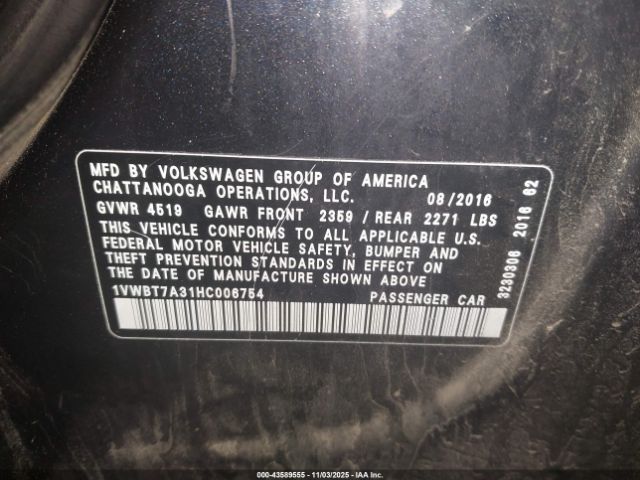 MFD BY VOLKSWAGEN GROUP OF AMERICA
CHATTANOOGA OPERATIONS, LLC. 08/2016
GVWR 4519 GAWR FRONT 2359 / REAR 2271 LBS
THIS VEHICLE CONFORMS TO ALL APPLICABLE U.S.
FEDERAL MOTOR VEHICLE SAFETY, BUMPER AND
THEFT PREVENTION STANDARDS IN EFFECT ON
THE DATE OF MANUFACTURE SHOWN ABOVE
1VWBT7A31HC006754 PASSENGER CAR
3230306 2016 62
000-43589555 - 11/03/2025 - IAA Inc.